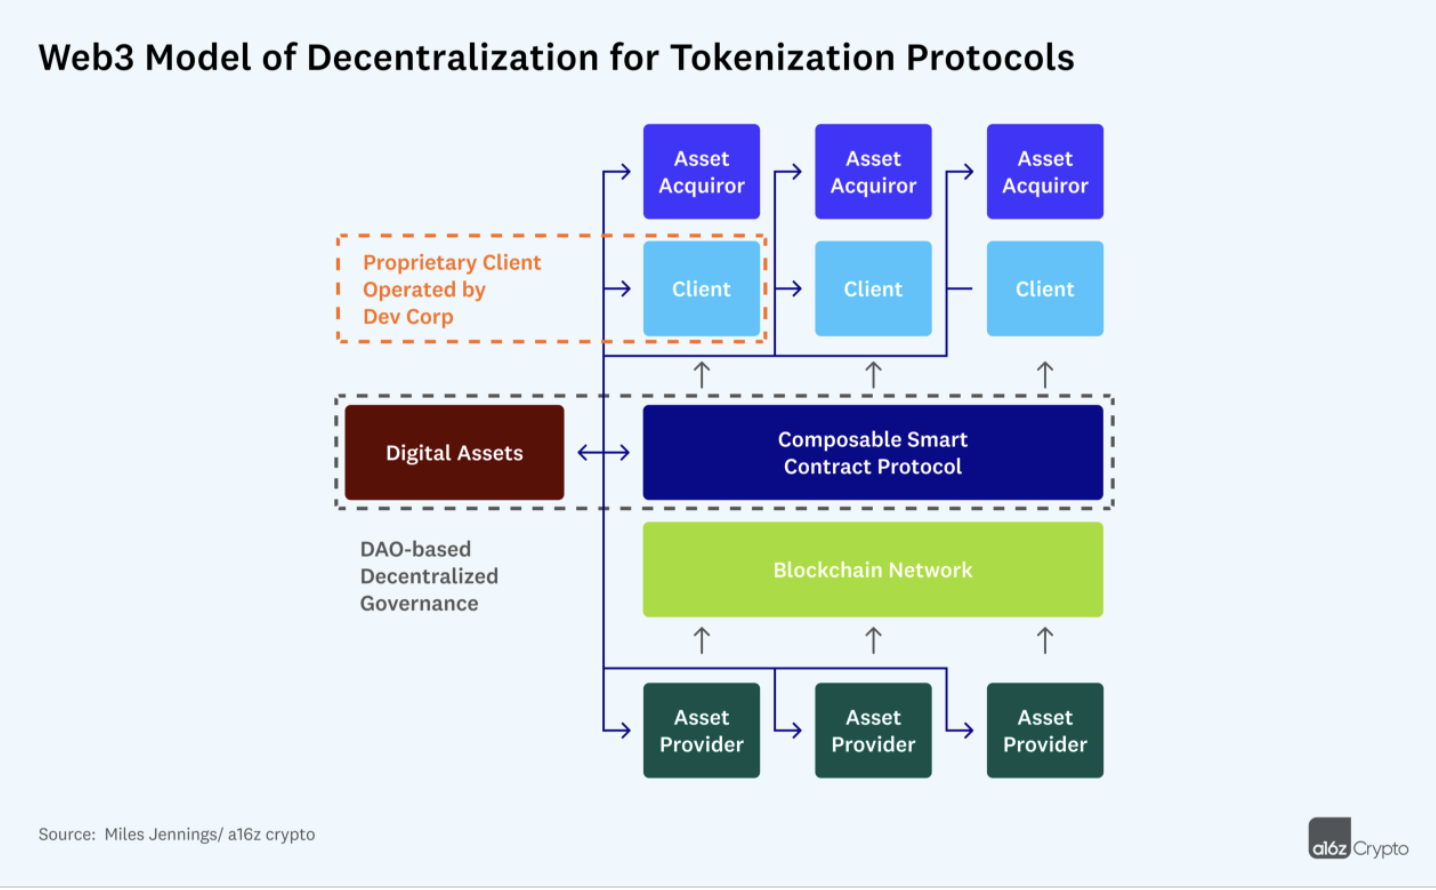 Web3 Model of Decentralization for Tokenization Protocols
Asset
Acquiror
Asset
Acquiror
Asset
Acquiror
Proprietary Client
Operated by
Dev Corp
Client
Client
Client
Digital Assets
Composable Smart
Contract Protocol
DAO-based
Decentralized
Governance
Blockchain Network
Asset
Provider
Asset
Provider
Asset
Provider
Source: Miles Jennings/ a16z crypto
a16z Crypto